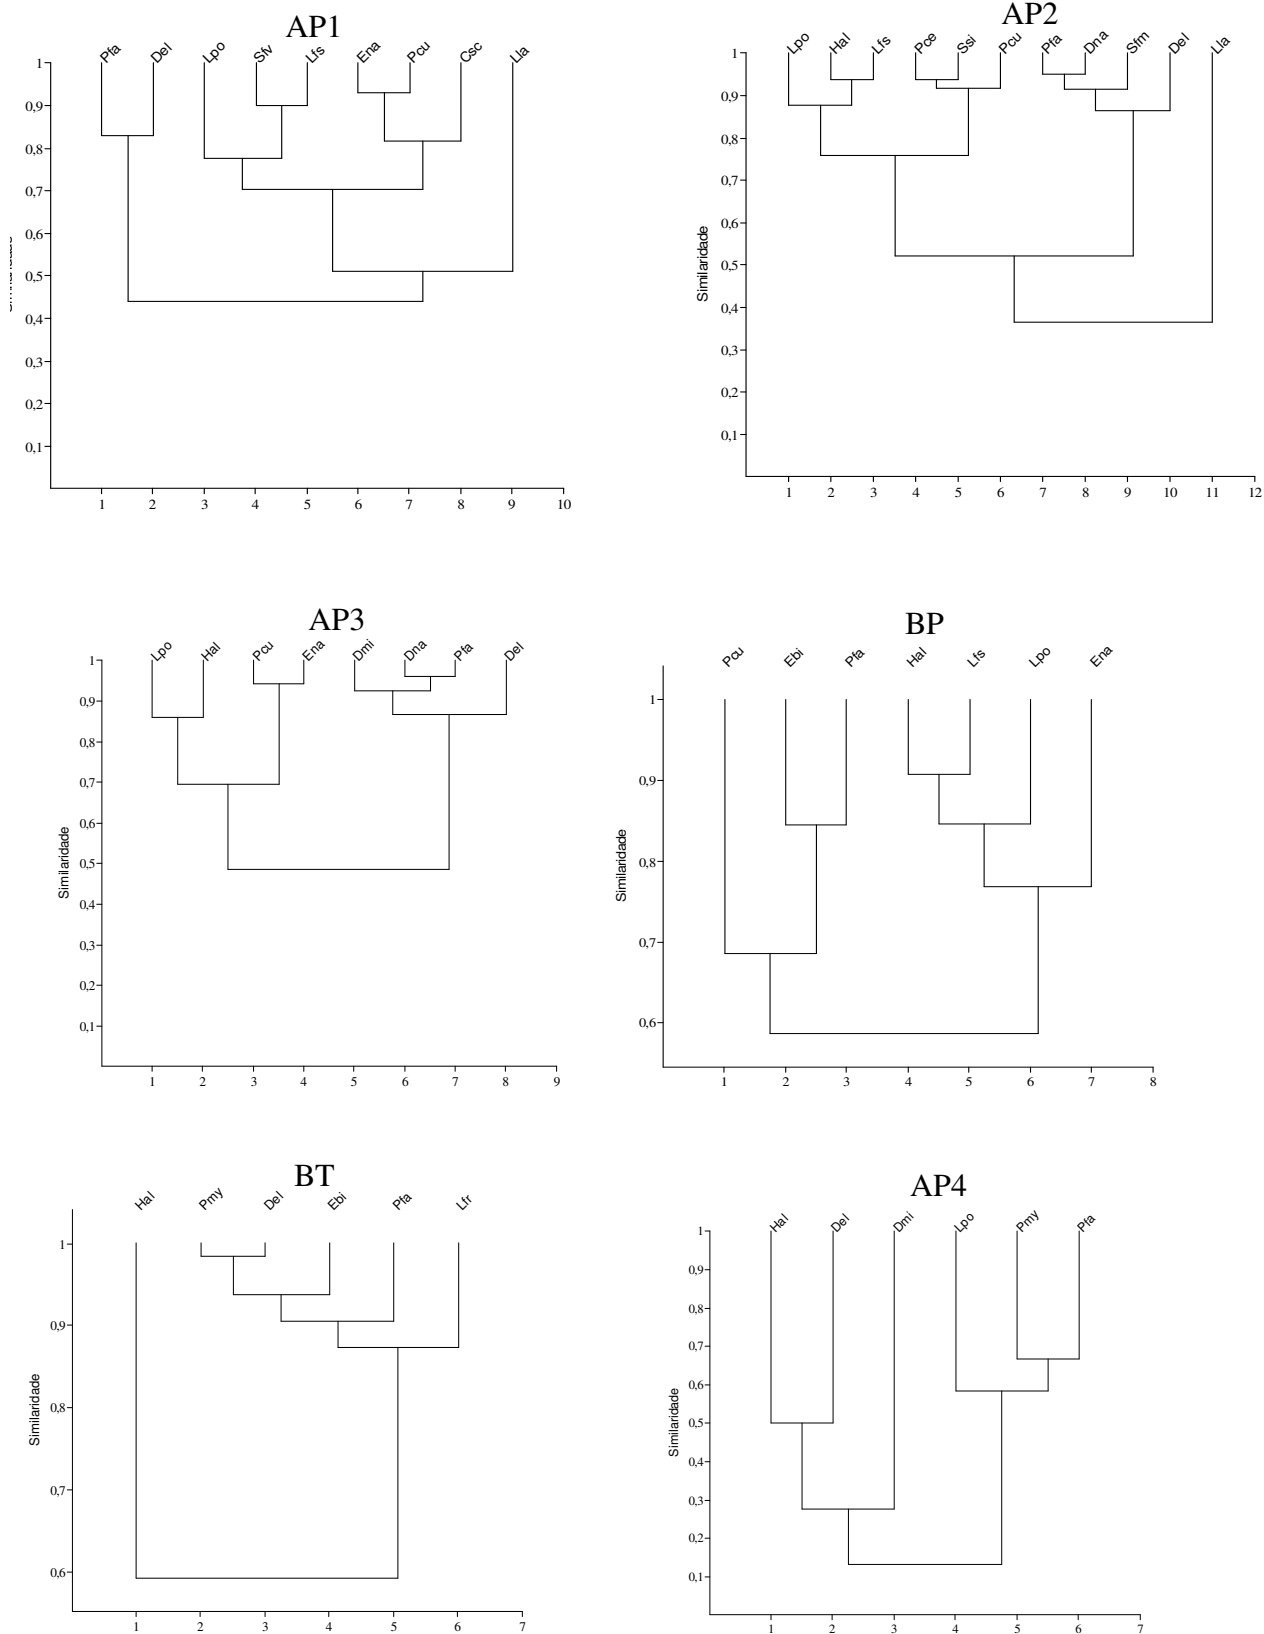 AP1
Pfa Del Lpo Sfv Lfs Ena Pcu Csc Lla
1
0,9
0,8
0,7
0,6
0,5
0,4
0,3
0,2
0,1
1 2 3 4 5 6 7 8 9 10
AP2
Lpo Hal Lfs Pce Ssi Pcu Pfa Dna Sfm Del Lla
1
0,9
0,8
0,7
0,6
0,5
0,4
0,3
0,2
0,1
Similaridade
1 2 3 4 5 6 7 8 9 10 11 12
AP3
Lpo Hal Pcu Ena Dmi Dna Pfa Del
1
0,9
0,8
0,7
0,6
0,5
0,4
0,3
0,2
0,1
Similaridade
1 2 3 4 5 6 7 8 9
BP
Pcu Ebi Pfa Hal Lfs Lpo Ena
1
0,9
0,8
0,7
0,6
Similaridade
1 2 3 4 5 6 7 8
BT
Hal Pmy Del Ebi Pfa Lfr
1
0,9
0,8
0,7
0,6
Similaridade
1 2 3 4 5 6 7
AP4
Hal Del Dmi Lpo Pmy Pfa
1
0,9
0,8
0,7
0,6
0,5
0,4
0,3
0,2
0,1
Similaridade
1 2 3 4 5 6 7